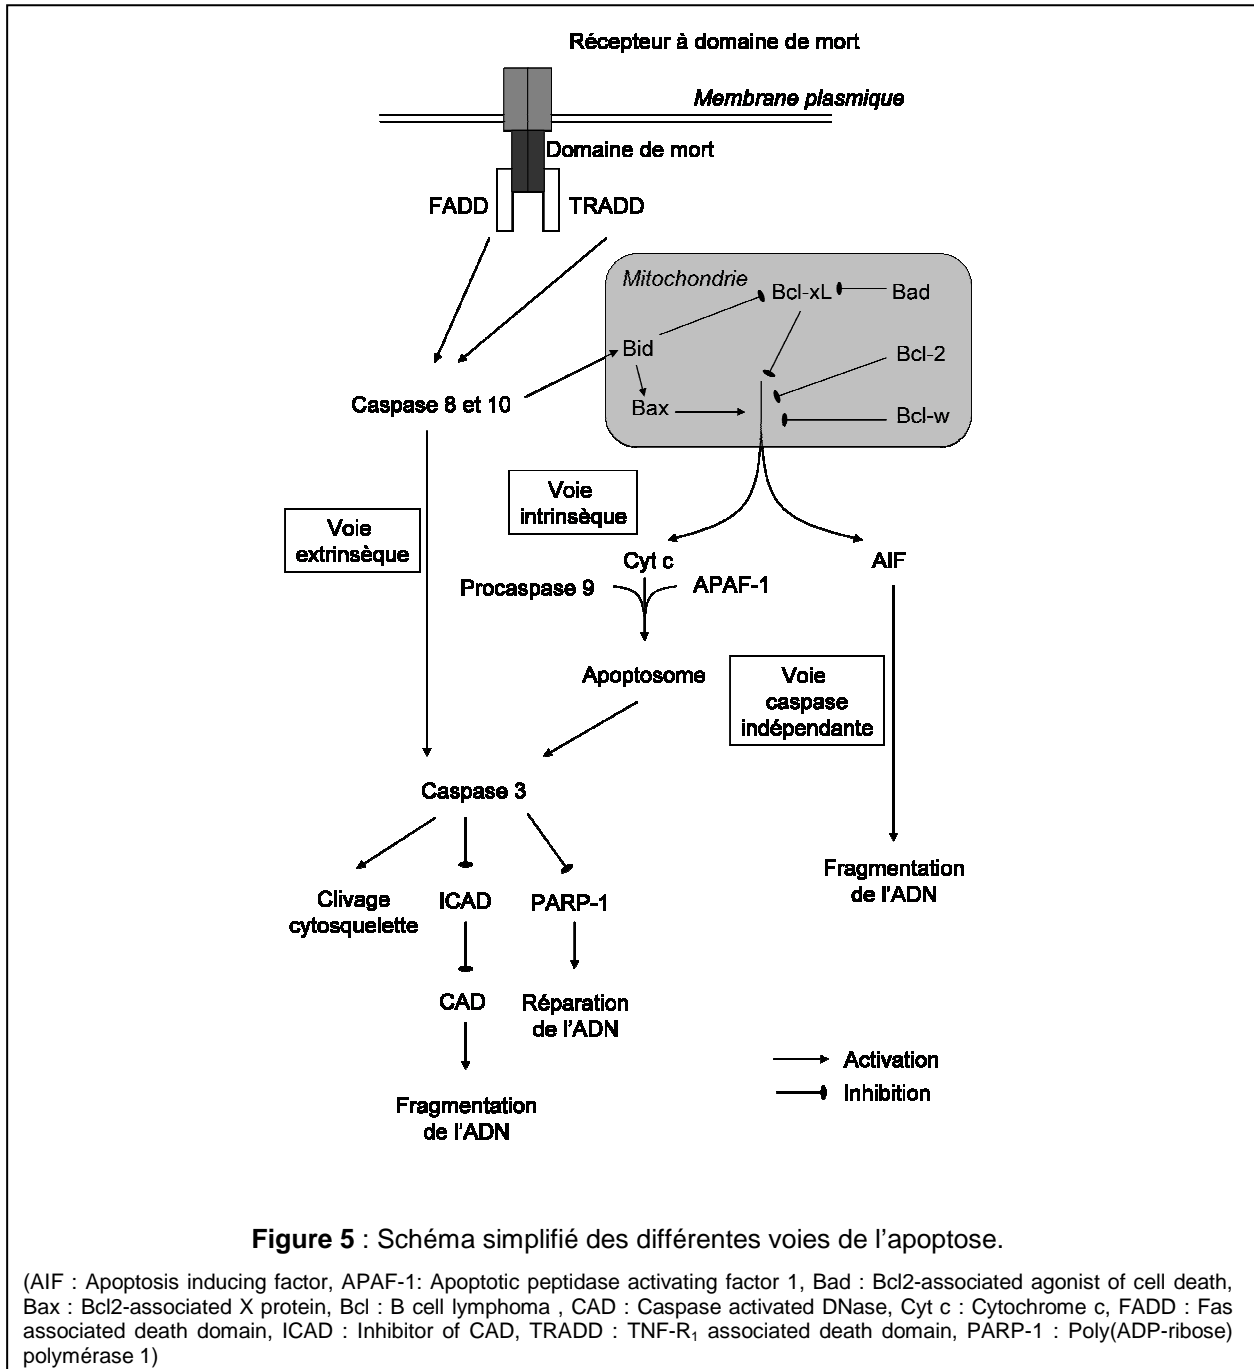 Récepteur à domaine de mort
Membrane plasmique
Domaine de mort
FADD
TRADD
Mitochondrie
Bcl-xL
Bad
Bid
Bcl-2
Caspase 8 et 10
Bax
Bcl-w
Voie
intrinsèque
Voie
extrinsèque
Cyt c
AIF
Procaspase 9
APAF-1
Apoptosome
Voie
caspase
indépendante
Caspase 3
Fragmentation
de l'ADN
Clivage
cytosquelette
ICAD
PARP-1
CAD
Réparation
de l'ADN
Activation
Inhibition
Fragmentation
de l'ADN
Figure 5 : Schéma simplifié des différentes voies de l'apoptose.
(AIF : Apoptosis inducing factor, APAF-1: Apoptotic peptidase activating factor 1, Bad : Bcl2-associated agonist of cell death,
Bax : Bcl2-associated X protein, Bcl : B cell lymphoma , CAD : Caspase activated DNase, Cyt c : Cytochrome c, FADD : Fas
associated death domain, ICAD : Inhibitor of CAD, TRADD : TNF-R₁ associated death domain, PARP-1 : Poly(ADP-ribose)
polymérase 1)